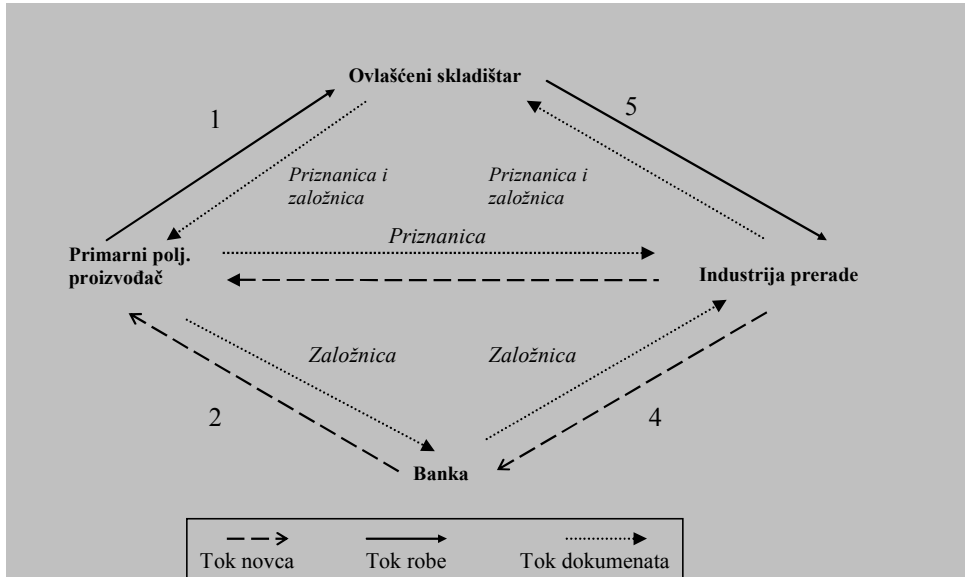 Ovlašćeni skladištar
1
5
Priznanica i
založnica
Priznanica i
založnica
Priznanica
Primarni polj.
proizvođač
Industrija prerade
Založnica
Založnica
2
4
Banka
Tok novca
Tok robe
Tok dokumenata